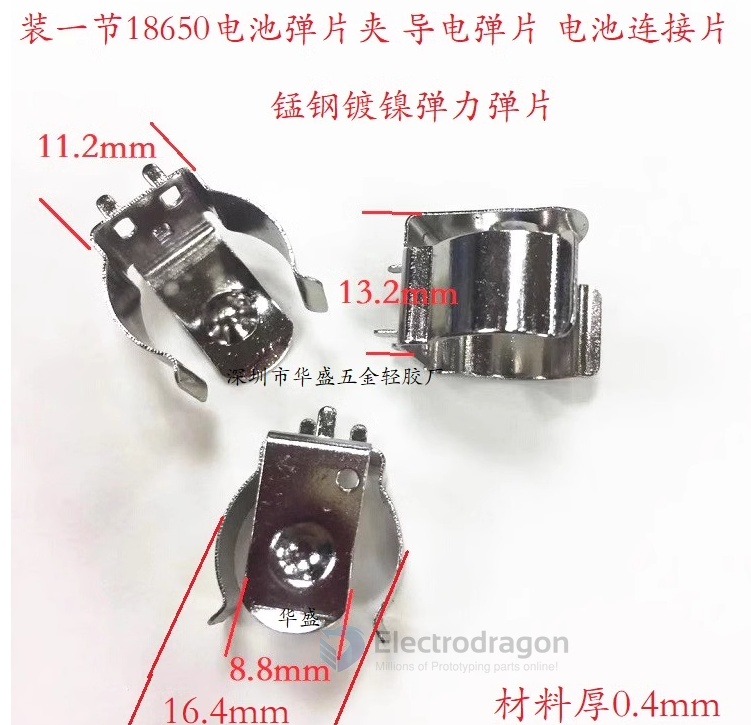 装一节18650电池弹片夹 导电弹片 电池连接片
锰钢镀镍弹力弹片
11.2mm
13.2mm
深圳市华盛五金轻胶厂
华盛
Electrodragon
Millions of Prototyping parts online!
8.8mm
16.4mm
材料厚0.4mm